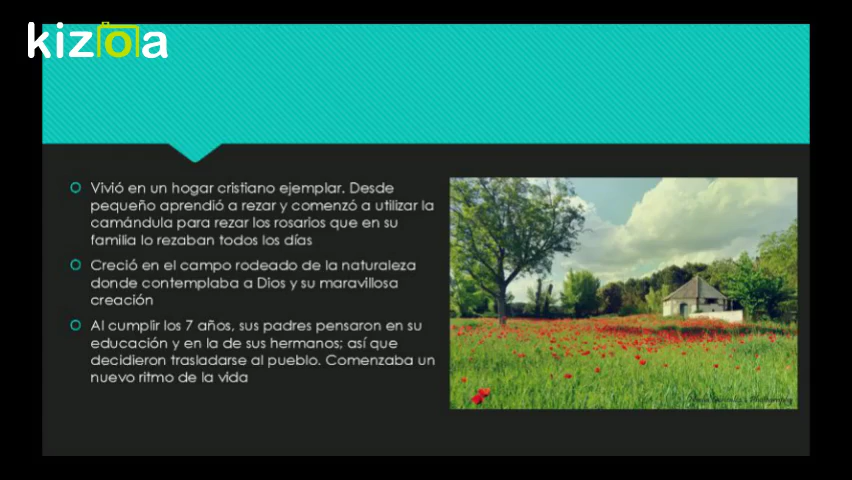 kizoa
Vivió en un hogar cristiano ejemplar. Desde
pequeño aprendió a rezar y comenzó a utilizar la
camándula para rezar los rosarios que en su
familia lo rezaban todos los días
Creció en el campo rodeado de la naturaleza
donde contemplaba a Dios y su maravillosa
creación
Al cumplir los 7 años, sus padres pensaron en su
educación y en la de sus hermanos; así que
decidieron trasladarse al pueblo. Comenzaba un
nuevo ritmo de la vida